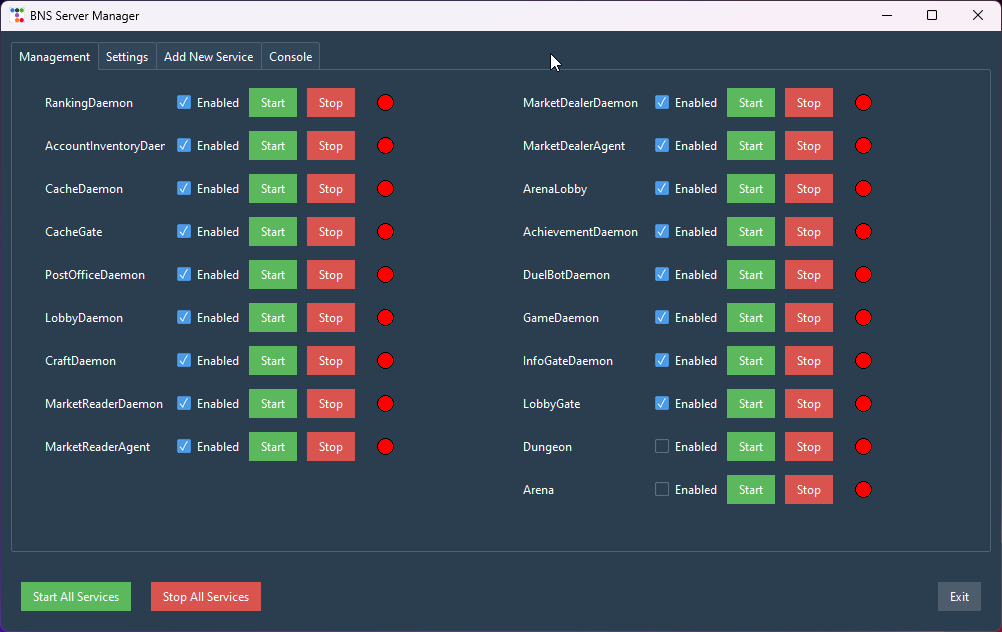 BNS Server Manager
Management Settings Add New Service Console
RankingDaemon Enabled Start Stop MarketDealerDaemon Enabled Start Stop
AccountInventoryDaer Enabled Start Stop MarketDealerAgent Enabled Start Stop
CacheDaemon Enabled Start Stop ArenaLobby Enabled Start Stop
CacheGate Enabled Start Stop AchievementDaemon Enabled Start Stop
PostOfficeDaemon Enabled Start Stop DuelBotDaemon Enabled Start Stop
LobbyDaemon Enabled Start Stop GameDaemon Enabled Start Stop
CraftDaemon Enabled Start Stop InfoGateDaemon Enabled Start Stop
MarketReaderDaemon Enabled Start Stop LobbyGate Enabled Start Stop
MarketReaderAgent Enabled Start Stop Dungeon Enabled Start Stop
Arena Enabled Start Stop
Start All Services Stop All Services Exit